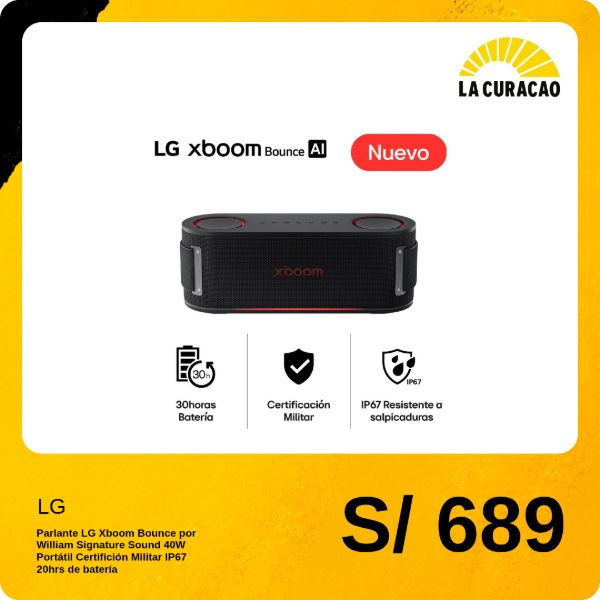 LA CURACAO
LG xboom Bounce AI
Nuevo
xboom
30h
IP67
30horas
Batería
Certificación
Militar
IP67 Resistente a
salpicaduras
LG
Parlante LG Xboom Bounce por
William Signature Sound 40W
Portátil Certifición Militar IP67
20hrs de batería
S/ 689